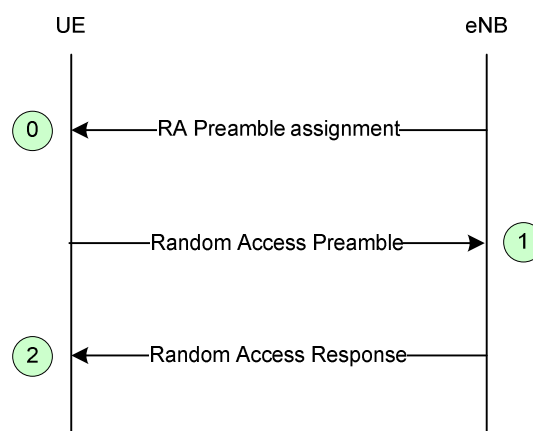 UE eNB
0 RA Preamble assignment
Random Access Preamble 1
2 Random Access Response